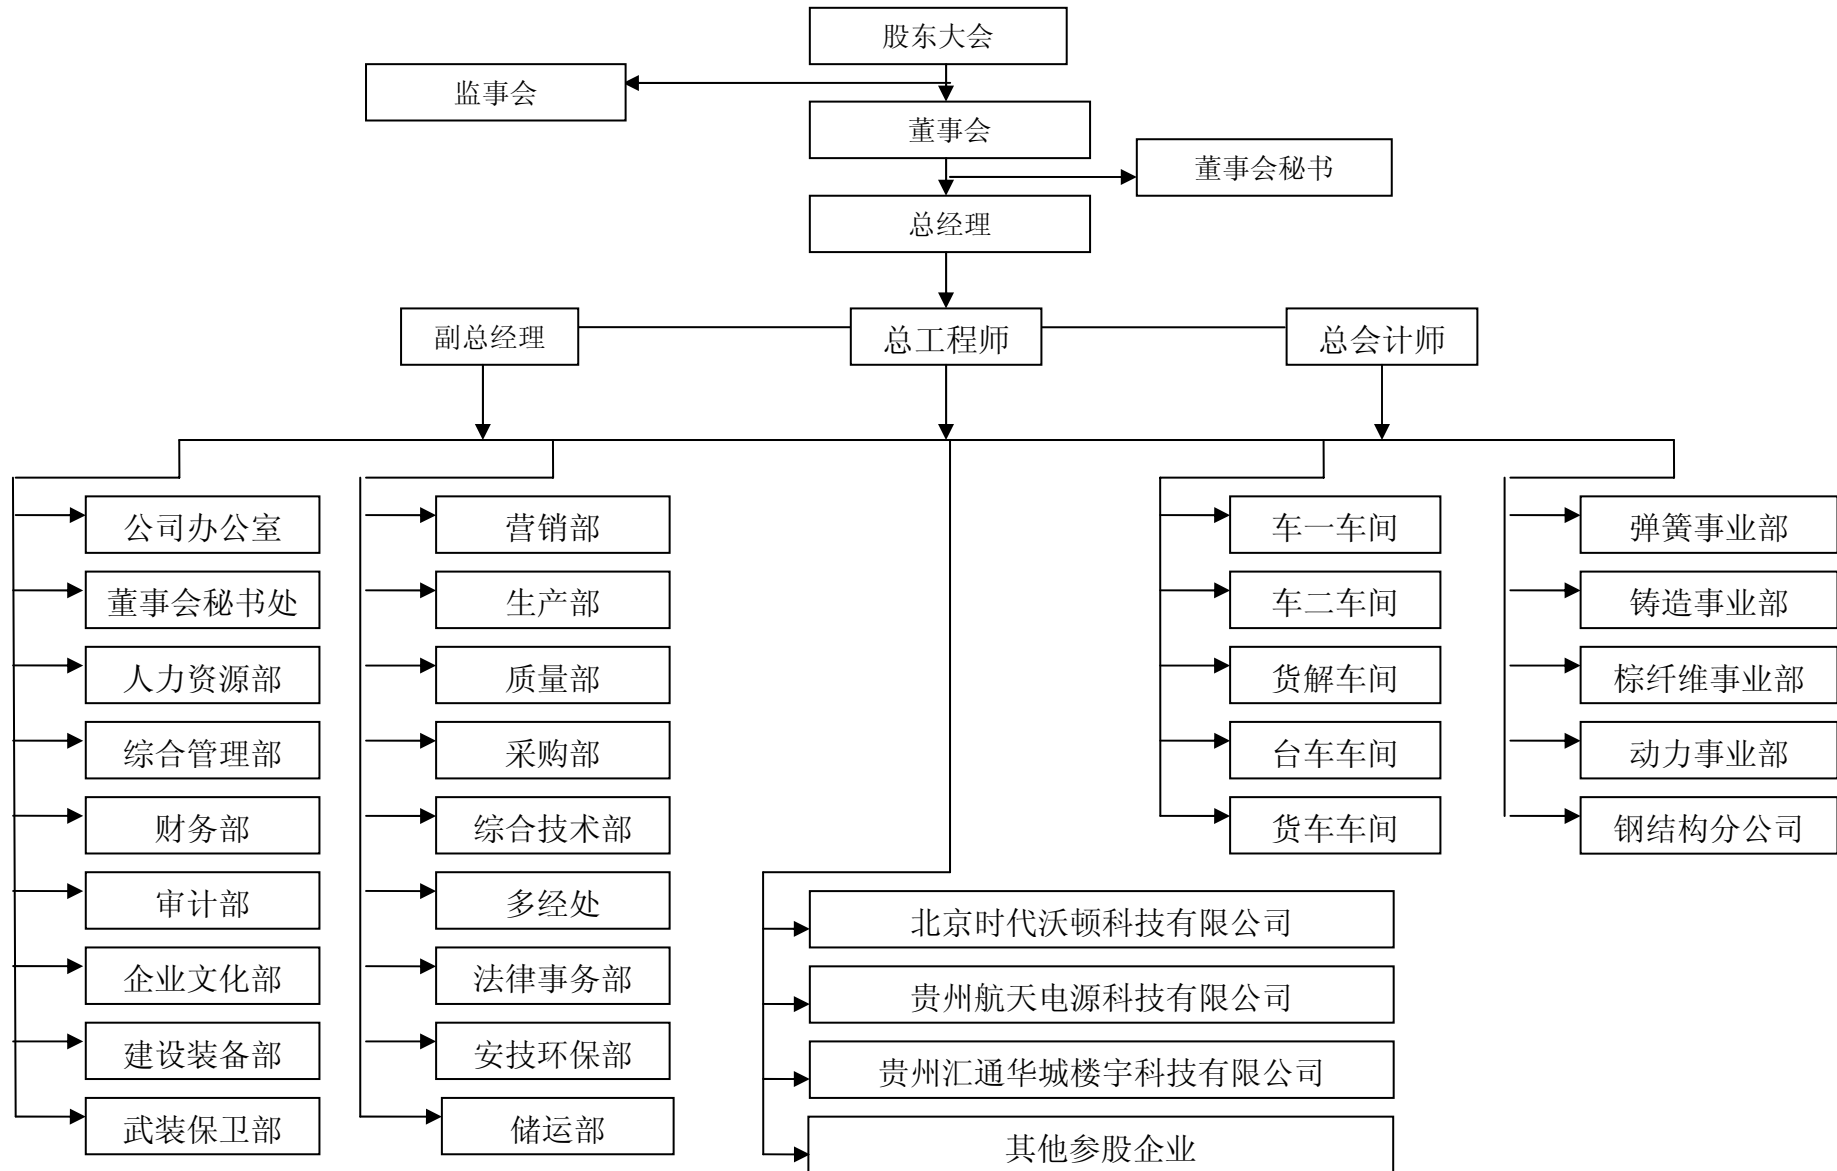 股东大会
监事会
董事会
董事会秘书
总经理
副总经理
总工程师
总会计师
公司办公室
董事会秘书处
人力资源部
综合管理部
财务部
审计部
企业文化部
建设装备部
武装保卫部
营销部
生产部
质量部
采购部
综合技术部
多经处
法律事务部
安技环保部
储运部
北京时代沃顿科技有限公司
贵州航天电源科技有限公司
贵州汇通华城楼宇科技有限公司
其他参股企业
车一车间
车二车间
货解车间
台车车间
货车车间
弹簧事业部
铸造事业部
棕纤维事业部
动力事业部
钢结构分公司